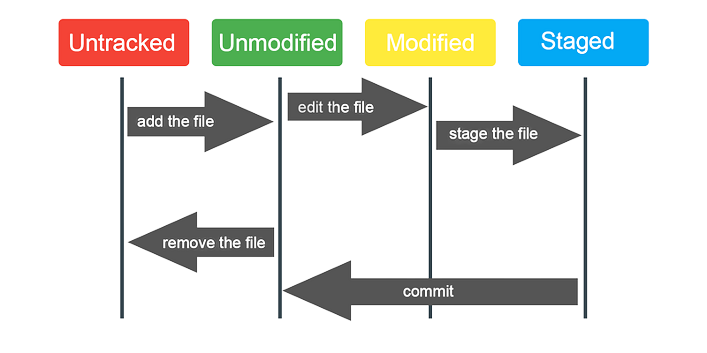 Untracked
Unmodified
Modified
Staged
add the file
edit the file
stage the file
remove the file
commit